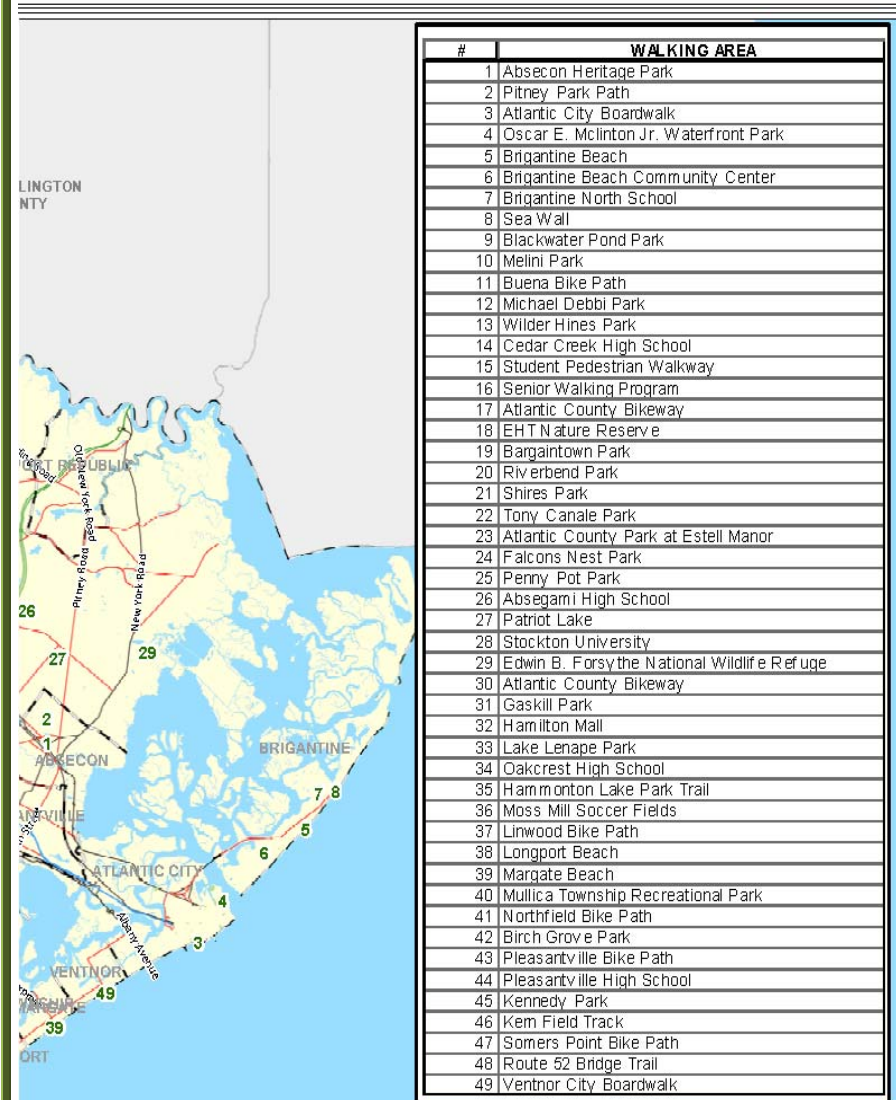 # WALKING AREA
1 Absecon Heritage Park
2 Pitney Park Path
3 Atlantic City Boardwalk
4 Oscar E. Mclinton Jr. Waterfront Park
5 Brigantine Beach
6 Brigantine Beach Community Center
7 Brigantine North School
8 Sea Wall
9 Blackwater Pond Park
10 Melini Park
11 Buena Bike Path
12 Michael Debbi Park
13 Wilder Hines Park
14 Cedar Creek High School
15 Student Pedestrian Walkway
16 Senior Walking Program
17 Atlantic County Bikeway
18 EHT Nature Reserve
19 Bargaintown Park
20 Riverbend Park
21 Shires Park
22 Tony Canale Park
23 Atlantic County Park at Estell Manor
24 Falcons Nest Park
25 Penny Pot Park
26 Absegami High School
27 Patriot Lake
28 Stockton University
29 Edwin B. Forsythe National Wildlife Refuge
30 Atlantic County Bikeway
31 Gaskill Park
32 Hamilton Mall
33 Lake Lenape Park
34 Oakcrest High School
35 Hammonton Lake Park Trail
36 Moss Mill Soccer Fields
37 Linwood Bike Path
38 Longport Beach
39 Margate Beach
40 Mullica Township Recreational Park
41 Northfield Bike Path
42 Birch Grove Park
43 Pleasantville Bike Path
44 Pleasantville High School
45 Kennedy Park
46 Kern Field Track
47 Somers Point Bike Path
48 Route 52 Bridge Trail
49 Ventnor City Boardwalk
LINGTON
NTY
ORT REPUBLIC
Old New York Road
Pitney Road
New York Road
26
27
29
2
1
ABSECON
BRIGANTINE
7
8
5
6
ATLANTIC CITY
4
3
Albany Avenue
VENTNOR
49
39
ORT